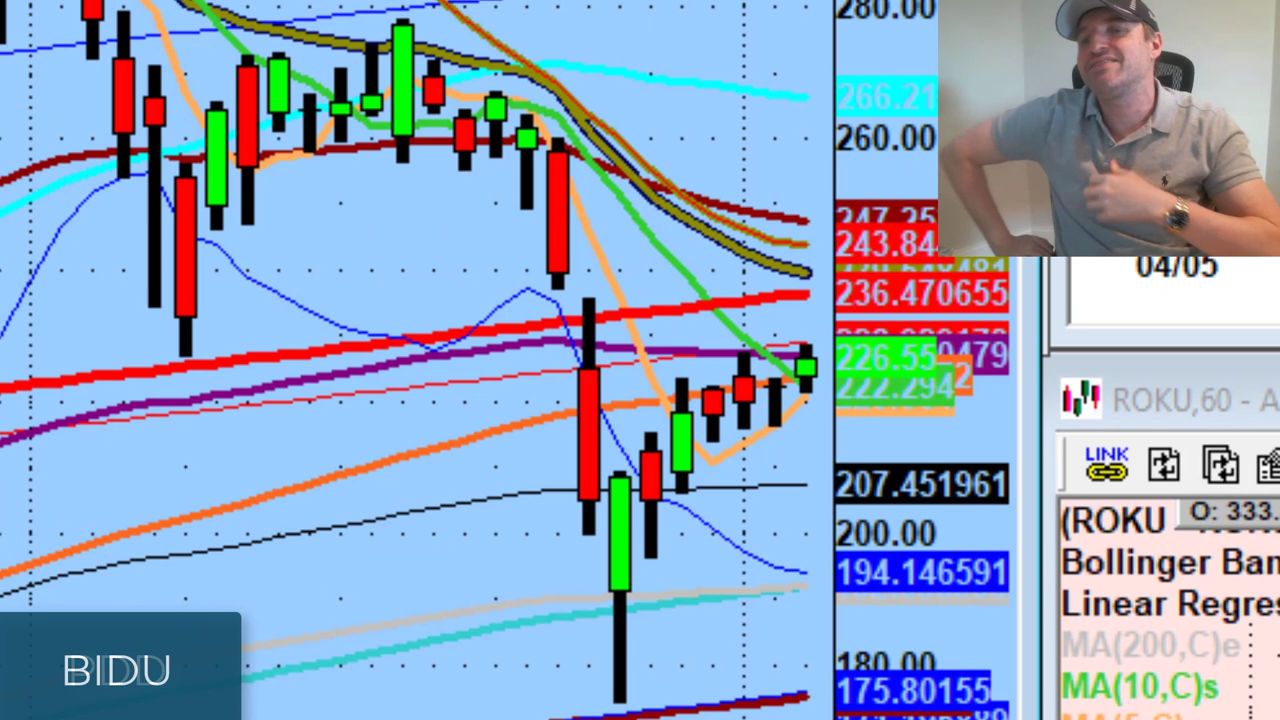 280.00
266.21
260.00
247.25
243.84
236.470655
226.55
222.294
207.451961
200.00
194.146591
180.00
175.80155
04/05
ROKU,60 - A
LINK
O: 333.
(ROKU
Bollinger Ban
Linear Regres
MA(200,C)e
MA(10,C)s
BIDU